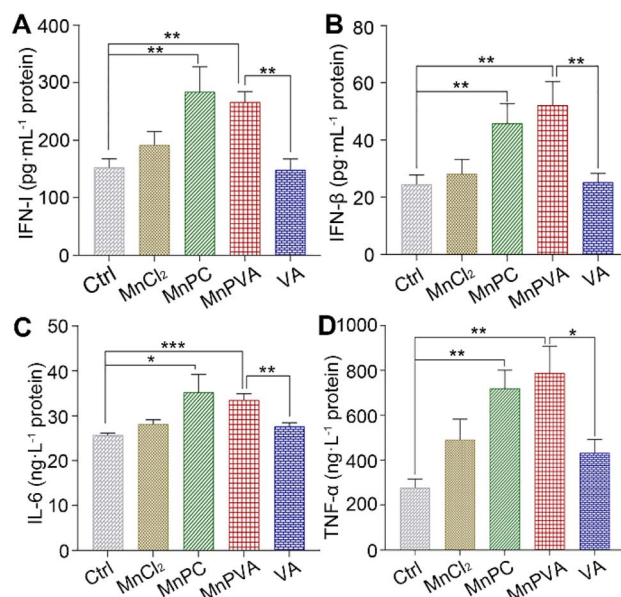 A
IFN-I (pg·mL⁻¹ protein)
400
300
200
100
0
**
**
**
Ctrl
MnCl₂
MnPC
MnPVA
VA
B
IFN-β (pg·mL⁻¹ protein)
80
60
40
20
0
**
**
**
Ctrl
MnCl₂
MnPC
MnPVA
VA
C
IL-6 (ng·L⁻¹ protein)
50
40
30
20
10
0
***
*
**
Ctrl
MnCl₂
MnPC
MnPVA
VA
D
TNF-α (ng·L⁻¹ protein)
1000
800
600
400
200
0
**
**
*
Ctrl
MnCl₂
MnPC
MnPVA
VA